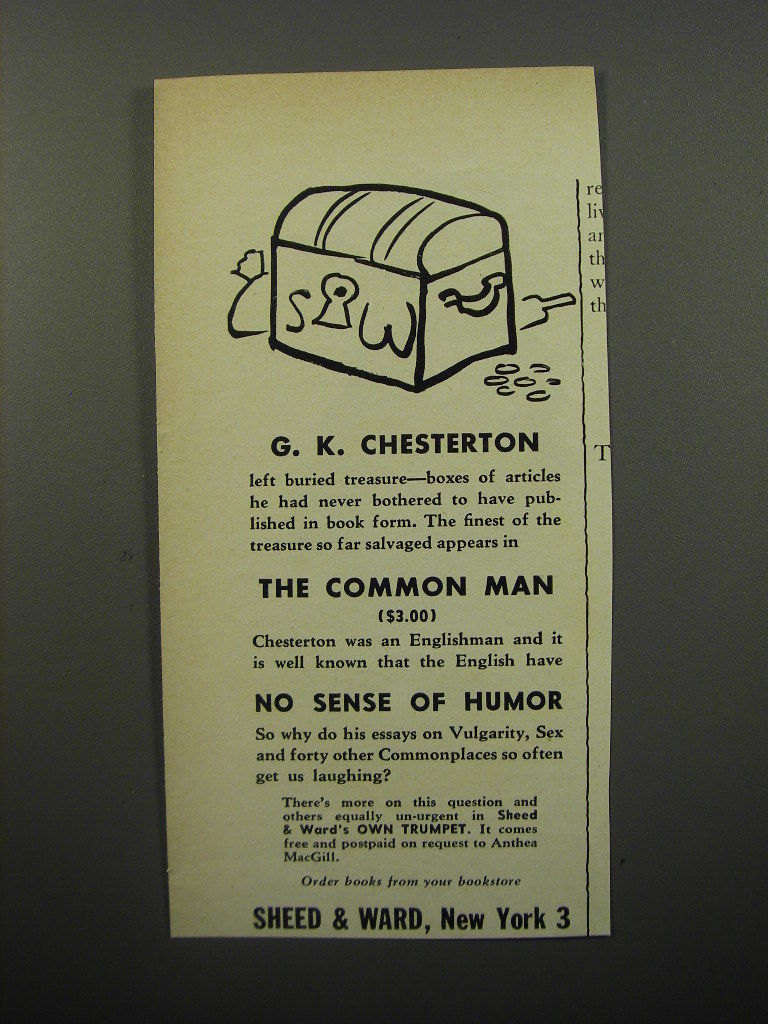 S & W
G. K. CHESTERTON
left buried treasure—boxes of articles
he had never bothered to have pub-
lished in book form. The finest of the
treasure so far salvaged appears in
THE COMMON MAN
($3.00)
Chesterton was an Englishman and it
is well known that the English have
NO SENSE OF HUMOR
So why do his essays on Vulgarity, Sex
and forty other Commonplaces so often
get us laughing?
There's more on this question and
others equally un-urgent in Sheed
& Ward's OWN TRUMPET. It comes
free and postpaid on request to Anthea
MacGill.
Order books from your bookstore
SHEED & WARD, New York 3
re
liv
ar
th
w
th
T